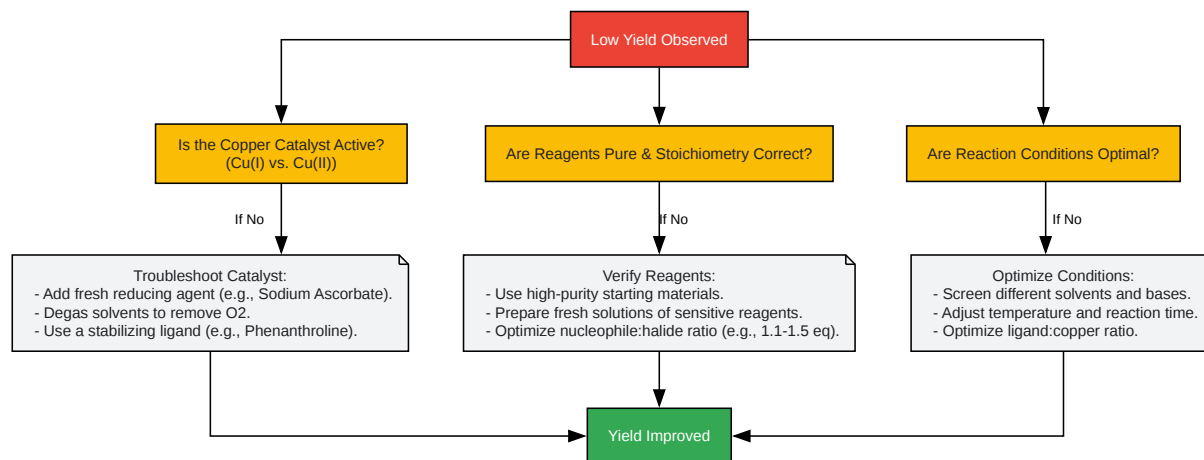 Low Yield Observed
Is the Copper Catalyst Active?
(Cu(I) vs. Cu(II))
Are Reagents Pure & Stoichiometry Correct?
Are Reaction Conditions Optimal?
If No
If No
If No
Troubleshoot Catalyst:
- Add fresh reducing agent (e.g., Sodium Ascorbate).
- Degas solvents to remove O2.
- Use a stabilizing ligand (e.g., Phenanthroline).
Verify Reagents:
- Use high-purity starting materials.
- Prepare fresh solutions of sensitive reagents.
- Optimize nucleophile:halide ratio (e.g., 1.1-1.5 eq).
Optimize Conditions:
- Screen different solvents and bases.
- Adjust temperature and reaction time.
- Optimize ligand:copper ratio.
Yield Improved